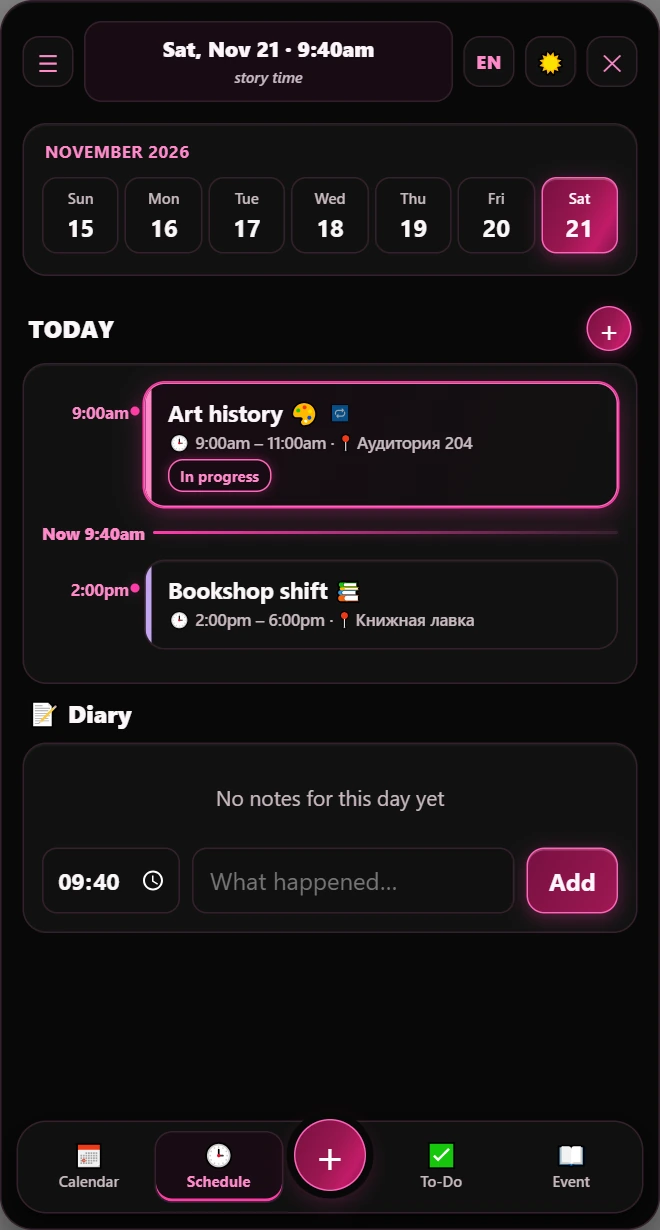 Sat, Nov 21 · 9:40am
story time
EN
NOVEMBER 2026
Sun Mon Tue Wed Thu Fri Sat
15 16 17 18 19 20 21
TODAY
+
9:00am
Art history
9:00am – 11:00am · Аудитория 204
In progress
Now 9:40am
2:00pm
Bookshop shift
2:00pm – 6:00pm · Книжная лавка
Diary
No notes for this day yet
09:40 What happened... Add
+
Calendar Schedule To-Do Event